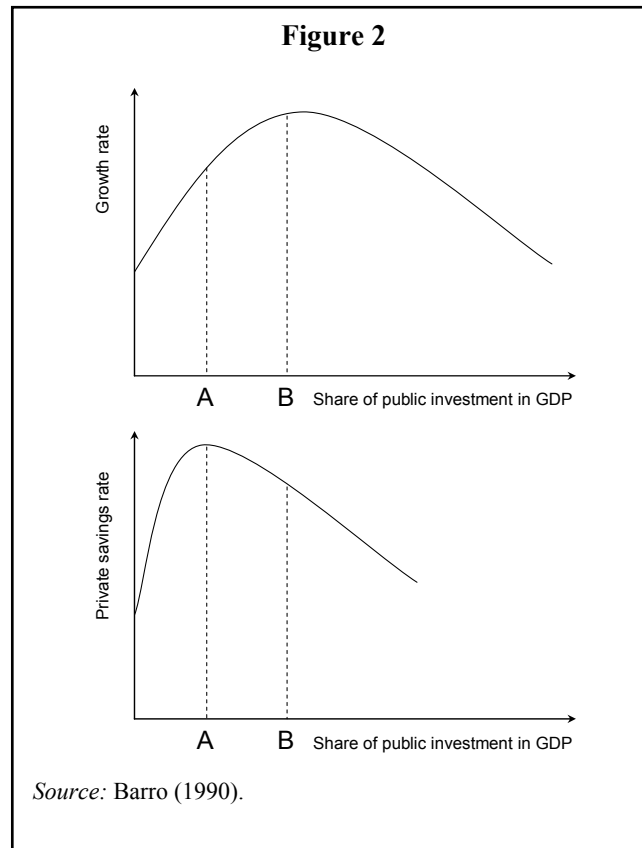 Figure 2
Growth rate
A B Share of public investment in GDP
Private savings rate
A B Share of public investment in GDP
Source: Barro (1990).